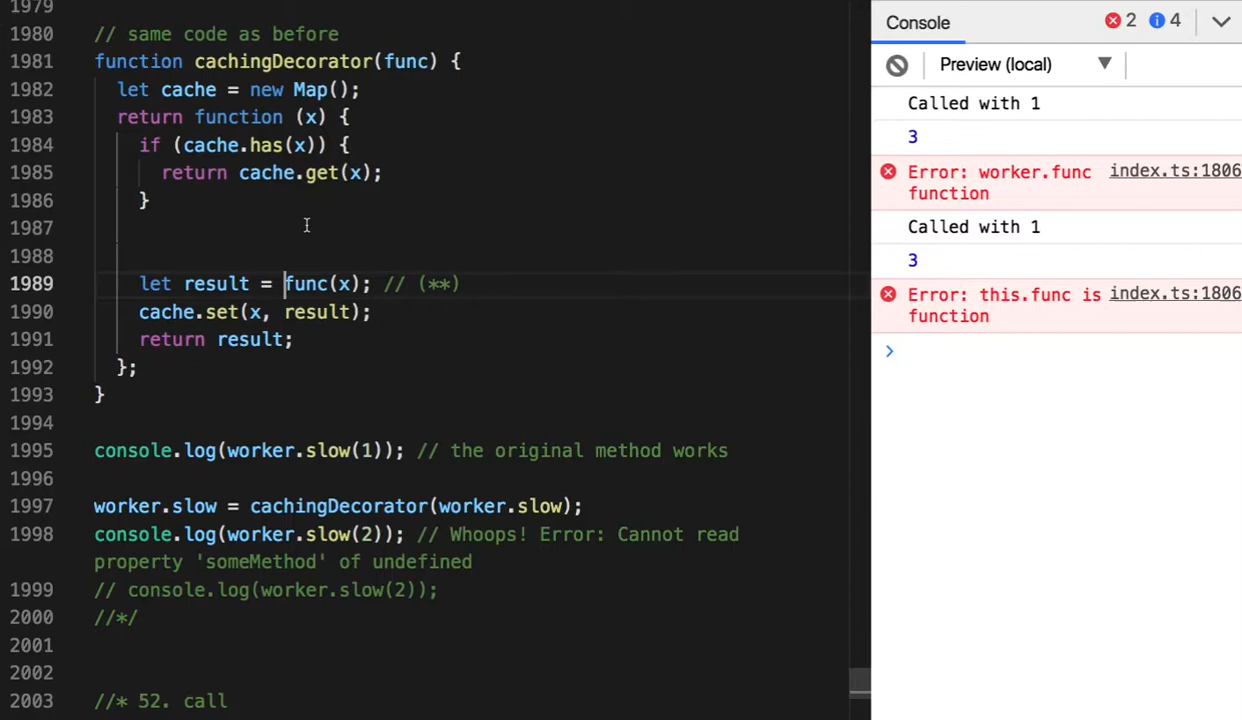 1979
1980 // same code as before
1981 function cachingDecorator(func) {
1982 let cache = new Map();
1983 return function (x) {
1984 if (cache.has(x)) {
1985 return cache.get(x);
1986 }
1987
1988
1989 let result = func(x); // (**)
1990 cache.set(x, result);
1991 return result;
1992 };
1993 }
1994
1995 console.log(worker.slow(1)); // the original method works
1996
1997 worker.slow = cachingDecorator(worker.slow);
1998 console.log(worker.slow(2)); // Whoops! Error: Cannot read
property 'someMethod' of undefined
1999 // console.log(worker.slow(2));
2000 //*/
2001
2002
2003 //* 52. call
Console 2 4
Preview (local)
Called with 1
3
Error: worker.func index.ts:1806
function
Called with 1
3
Error: this.func is index.ts:1806
function